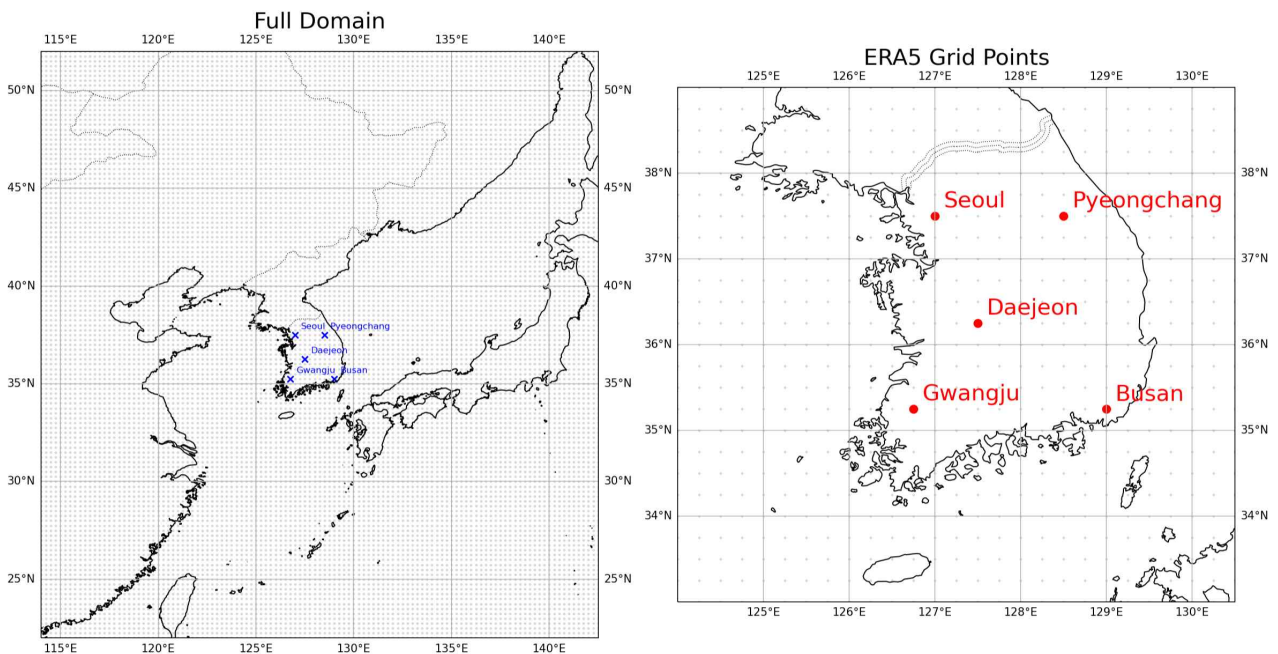 Full Domain
115°E 120°E 125°E 130°E 135°E 140°E
50°N 50°N
45°N 45°N
40°N 40°N
Seoul Pyeongchang
Daejeon
Gwangju Busan
35°N 35°N
30°N 30°N
25°N 25°N
115°E 120°E 125°E 130°E 135°E 140°E
ERA5 Grid Points
125°E 126°E 127°E 128°E 129°E 130°E
38°N 38°N
Seoul Pyeongchang
37°N 37°N
Daejeon
36°N 36°N
Gwangju Busan
35°N 35°N
34°N 34°N
125°E 126°E 127°E 128°E 129°E 130°E